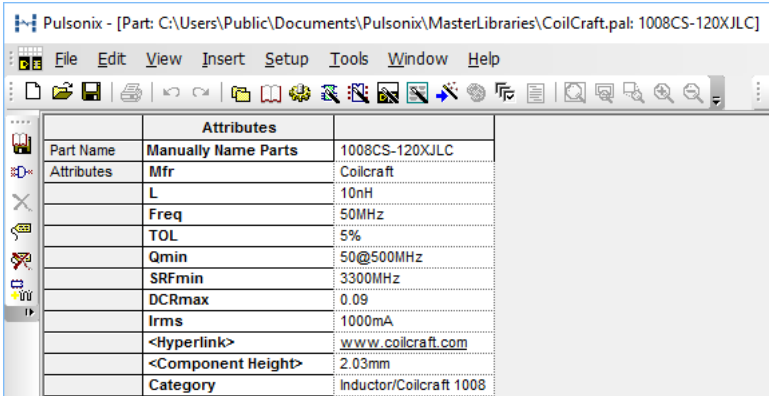 Pulsonix - [Part: C:\Users\Public\Documents\Pulsonix\MasterLibraries\CoilCraft.pal: 1008CS-120XJLC]
File Edit View Insert Setup Tools Window Help
Attributes
Part Name Manually Name Parts 1008CS-120XJLC
Attributes Mfr Coilcraft
L 10nH
Freq 50MHz
TOL 5%
Qmin 50@500MHz
SRFmin 3300MHz
DCRmax 0.09
Irms 1000mA
<Hyperlink> www.coilcraft.com
<Component Height> 2.03mm
Category Inductor/Coilcraft 1008